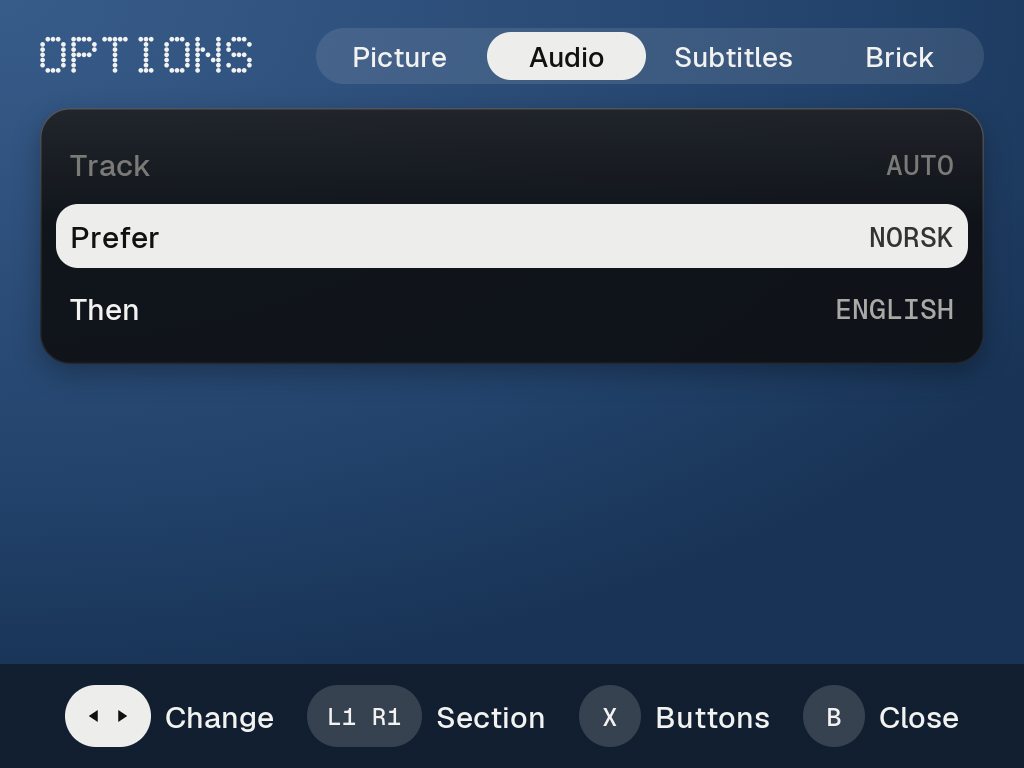 OPTIONS
Picture Audio Subtitles Brick
Track AUTO
Prefer NORSK
Then ENGLISH
Change L1 R1 Section X Buttons B Close